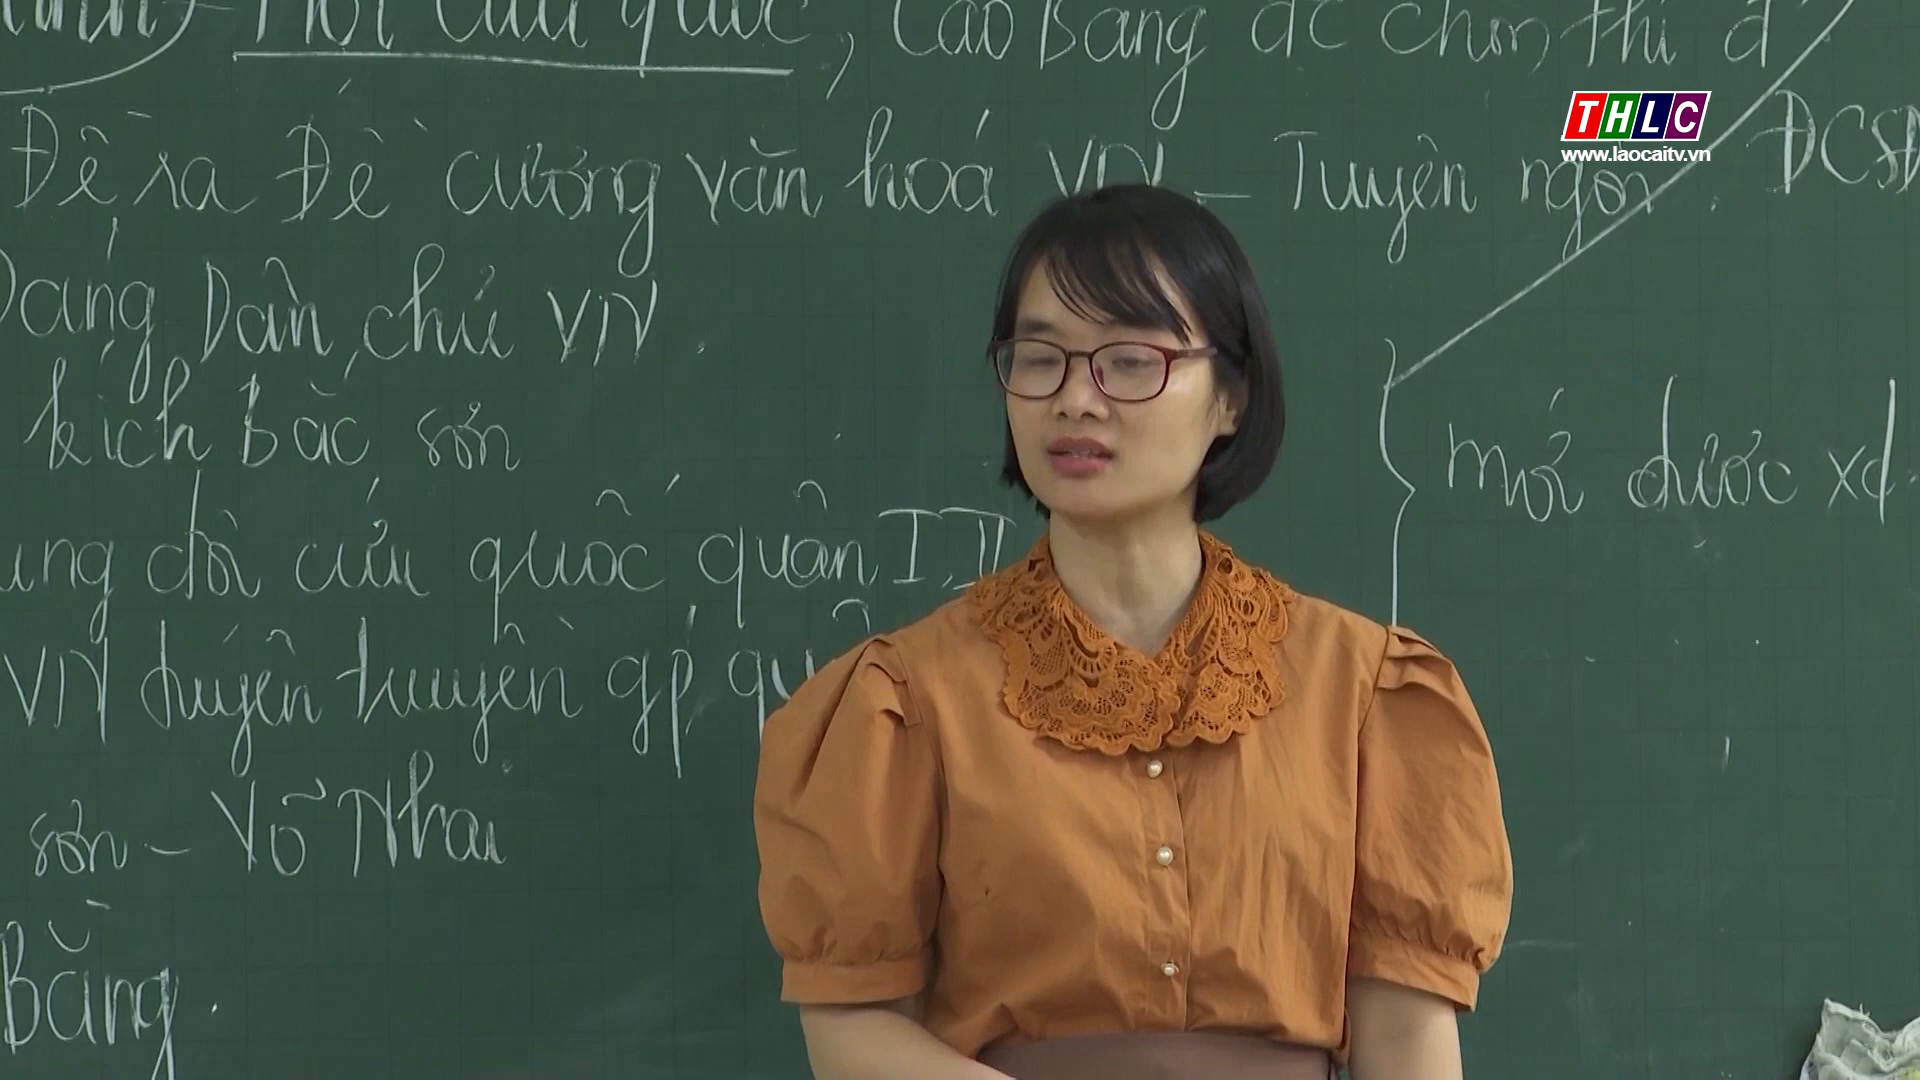 Hội cứu quốc, Cao Bằng đc chọn thí đ
THLC
www.laocaitv.vn
Đề ra Đề cương văn hoá VN - Tuyên ngôn. ĐCSĐ
Đảng Dân chủ VN.
kích Bắc sơn
mới được xd.
ung đội cứu quốc quân I, II
VN tuyên truyền gp qu
sơn - Võ Nhai
Bằng.